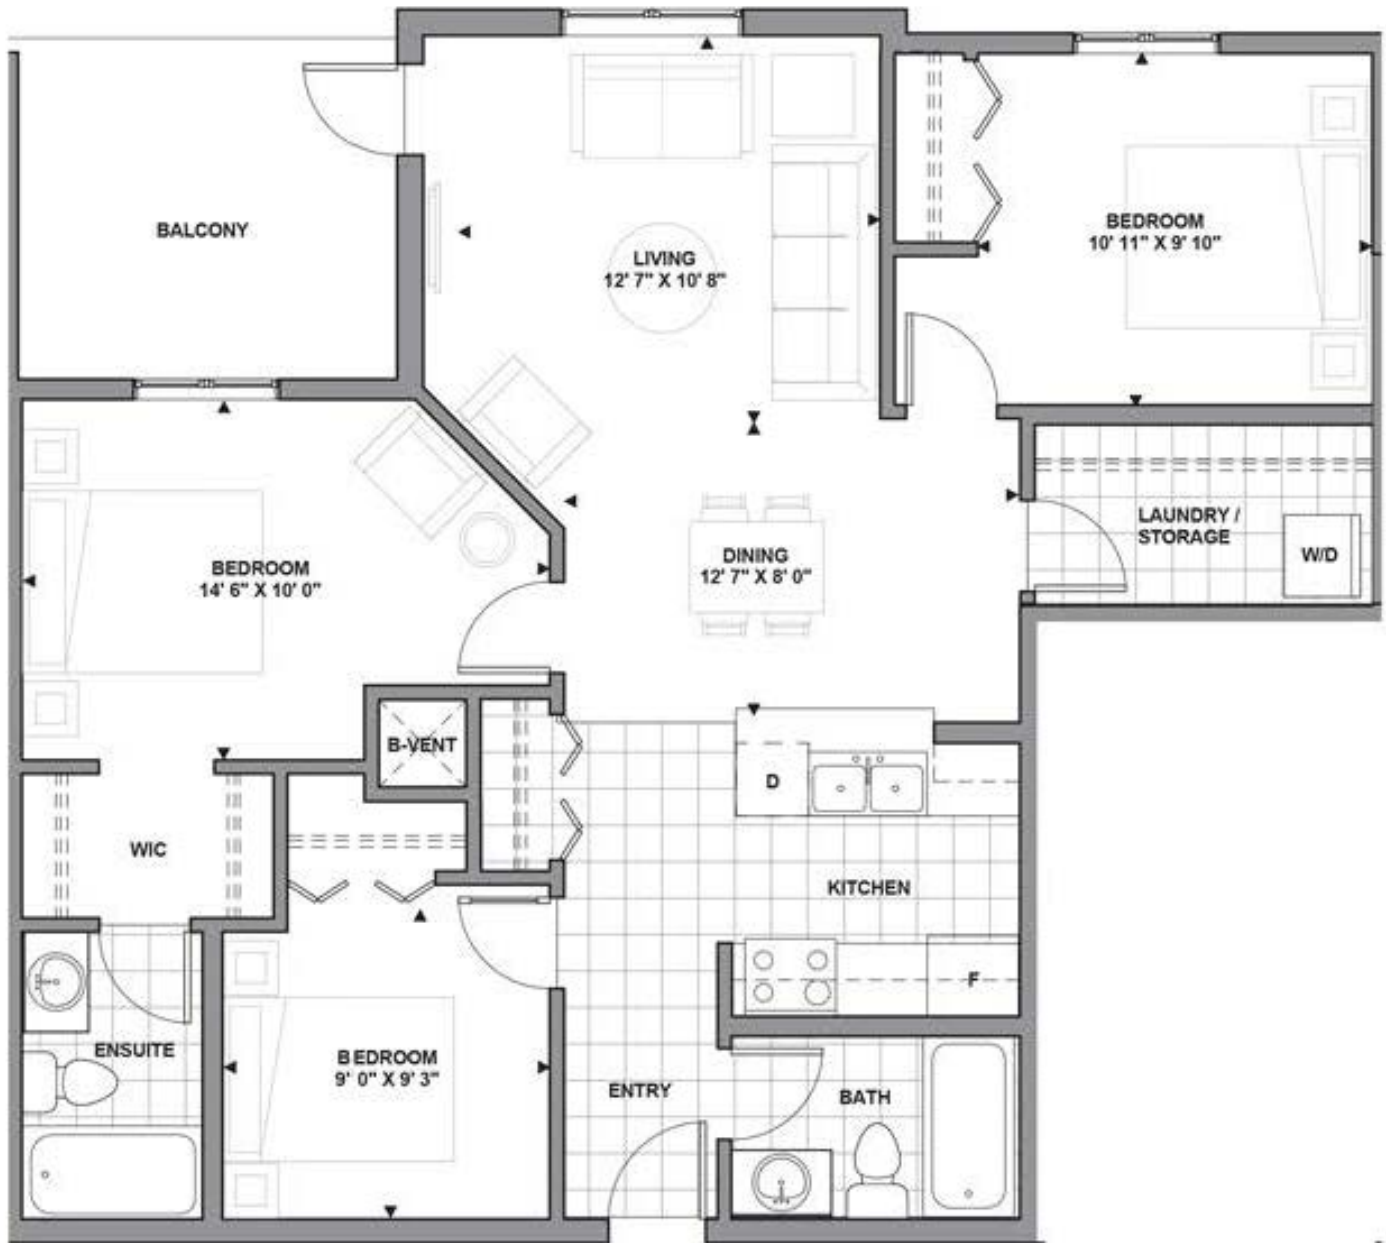 BALCONY
LIVING
12' 7" X 10' 8"
BEDROOM
10' 11" X 9' 10"
BEDROOM
14' 6" X 10' 0"
DINING
12' 7" X 8' 0"
LAUNDRY /
STORAGE
W/D
B-VENT
D
WIC
KITCHEN
F
ENSUITE
BEDROOM
9' 0" X 9' 3"
ENTRY
BATH